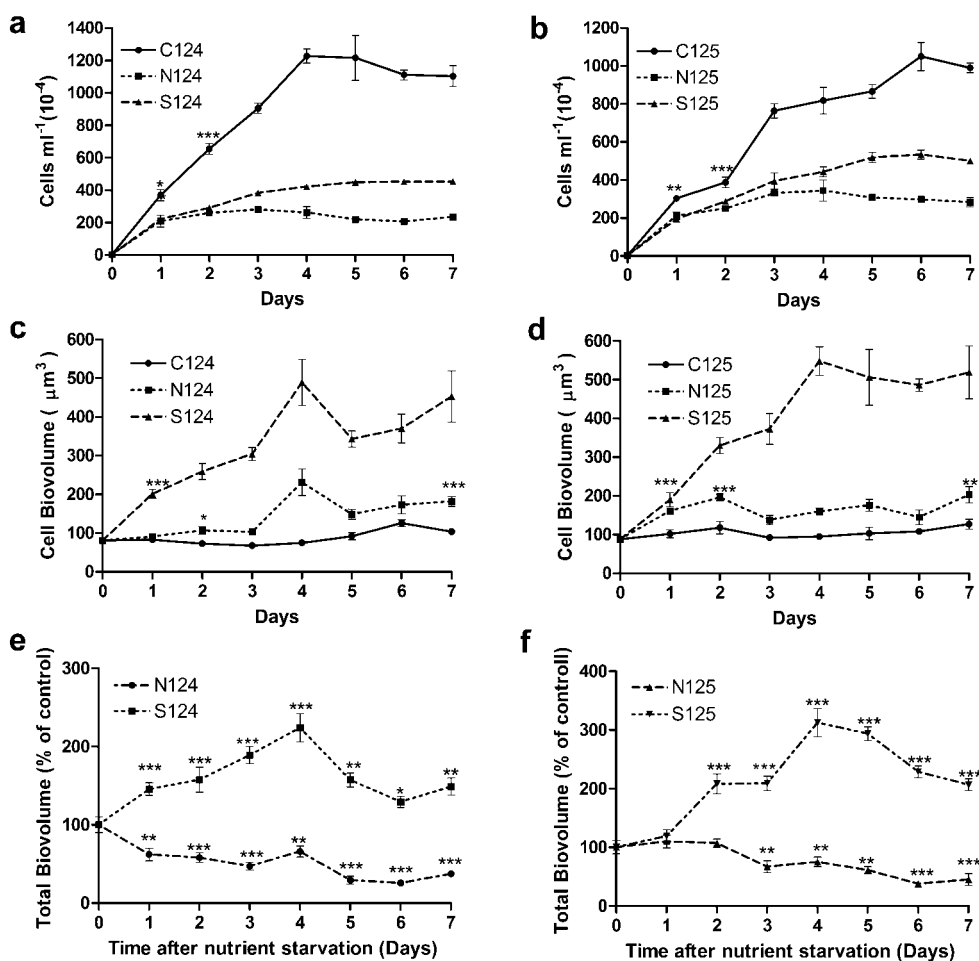 a
C124
N124
S124
Cells ml⁻¹(10⁻⁴)
1400
1200
1000
800
600
400
200
0
* ***
0 1 2 3 4 5 6 7
Days
b
C125
N125
S125
Cells ml⁻¹(10⁻⁴)
1200
1000
800
600
400
200
0
** ***
0 1 2 3 4 5 6 7
Days
c
C124
N124
S124
Cell Biovolume ( μm³)
600
500
400
300
200
100
0
*** * ***
0 1 2 3 4 5 6 7
Days
d
C125
N125
S125
Cell Biovolume ( μm³)
600
500
400
300
200
100
0
*** *** **
0 1 2 3 4 5 6 7
Days
e
N124
S124
Total Biovolume (% of control)
300
200
100
0
*** *** *** *** ** * **
** *** *** ** *** *** ***
0 1 2 3 4 5 6 7
Time after nutrient starvation (Days)
f
N125
S125
Total Biovolume (% of controll)
400
300
200
100
0
*** *** *** *** *** ***
** ** ** *** ***
0 1 2 3 4 5 6 7
Time after nutrient starvation (Days)